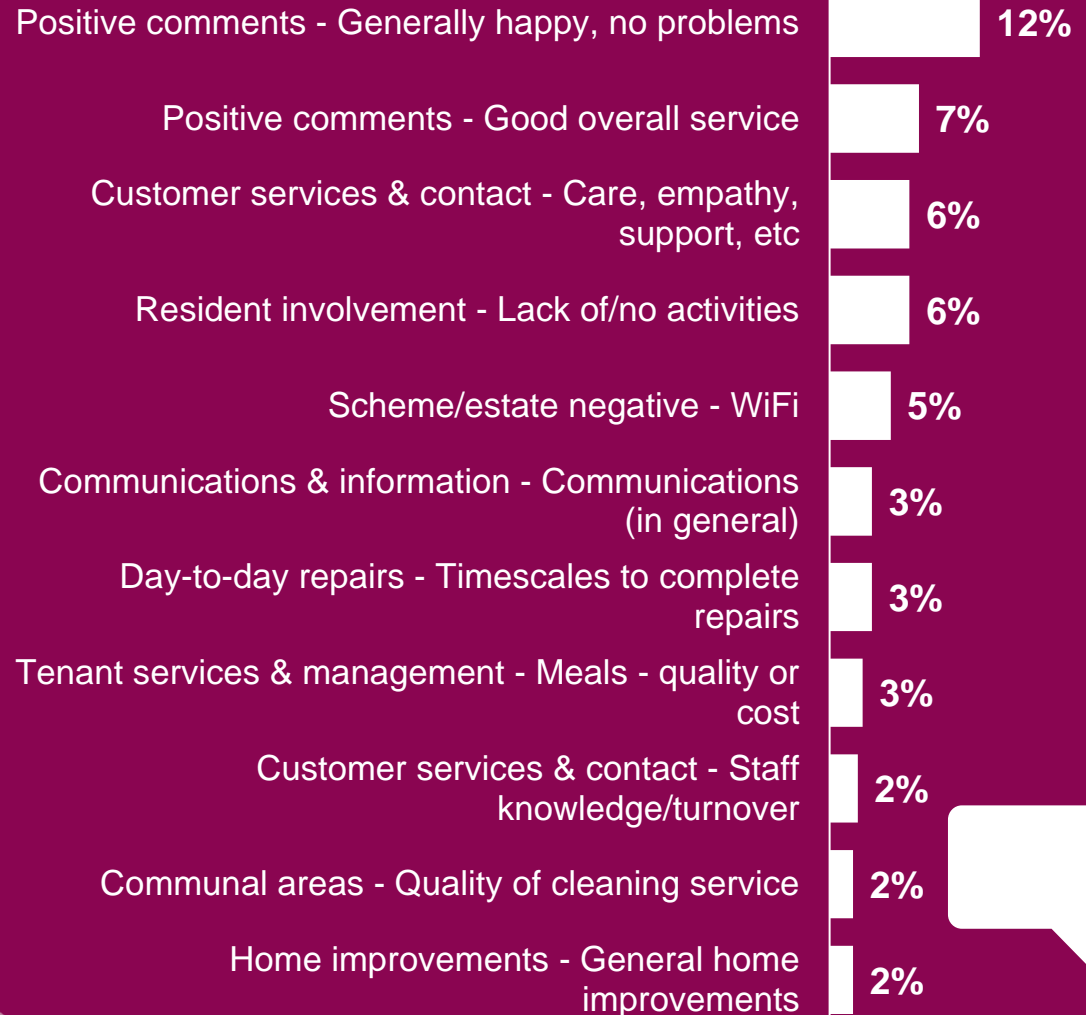 Positive comments - Generally happy, no problems 12%
Positive comments - Good overall service 7%
Customer services & contact - Care, empathy,
support, etc 6%
Resident involvement - Lack of/no activities 6%
Scheme/estate negative - WiFi 5%
Communications & information - Communications
(in general) 3%
Day-to-day repairs - Timescales to complete
repairs 3%
Tenant services & management - Meals - quality or
cost 3%
Customer services & contact - Staff
knowledge/turnover 2%
Communal areas - Quality of cleaning service 2%
Home improvements - General home
improvements 2%